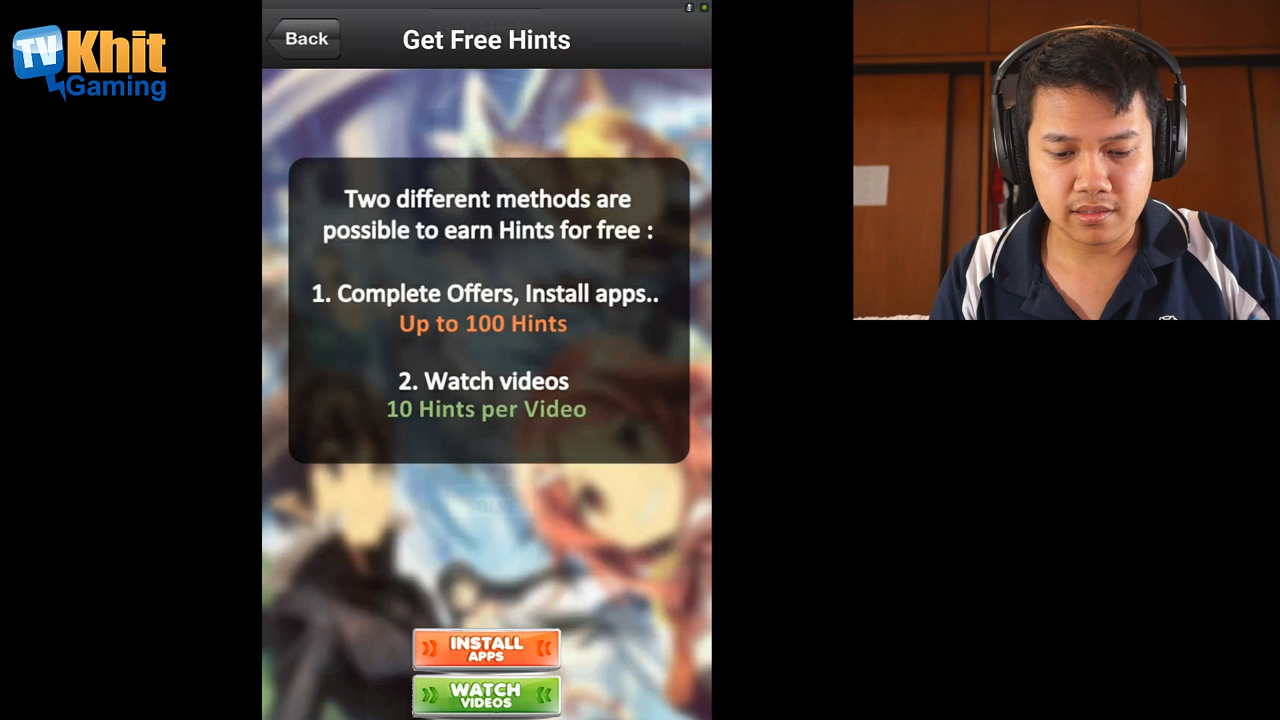 TV Khit
Gaming
Back
Get Free Hints
Two different methods are
possible to earn Hints for free :
1. Complete Offers, Install apps..
Up to 100 Hints
2. Watch videos
10 Hints per Video
INSTALL
APPS
WATCH
VIDEOS